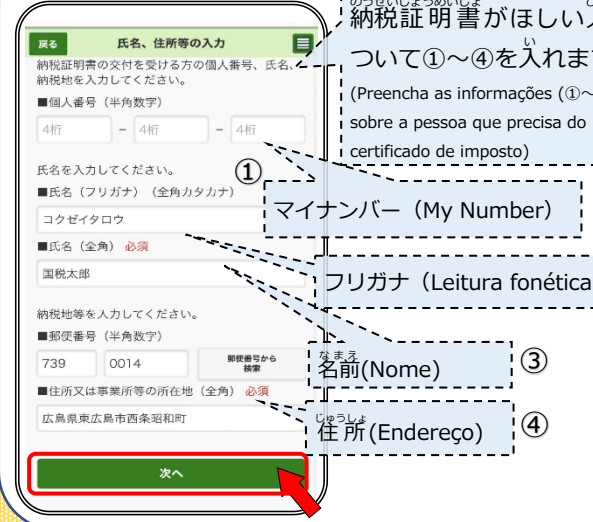 のうぜいしょうめいしょ
納税証明書がほしい
い
ついて①～④を入れま
(Preencha as informações (①～
sobre a pessoa que precisa do
certificado de imposto)
戻る 氏名、住所等の入力
納税証明書の交付を受ける方の個人番号、氏名、
納税地を入力してください。
■個人番号（半角数字）
4桁 － 4桁 － 4桁
①
マイナンバー（My Number）
氏名を入力してください。
■氏名（フリガナ）（全角カタカナ）
コクゼイタロウ
フリガナ（Leitura fonética
■氏名（全角） 必須
国税太郎
納税地等を入力してください。
■郵便番号（半角数字）
739 0014 郵便番号から
検索
なまえ
名前(Nome) ③
■住所又は事業所等の所在地（全角） 必須
広島県東広島市西条昭和町
じゅうしょ
住所(Endereço) ④
次へ